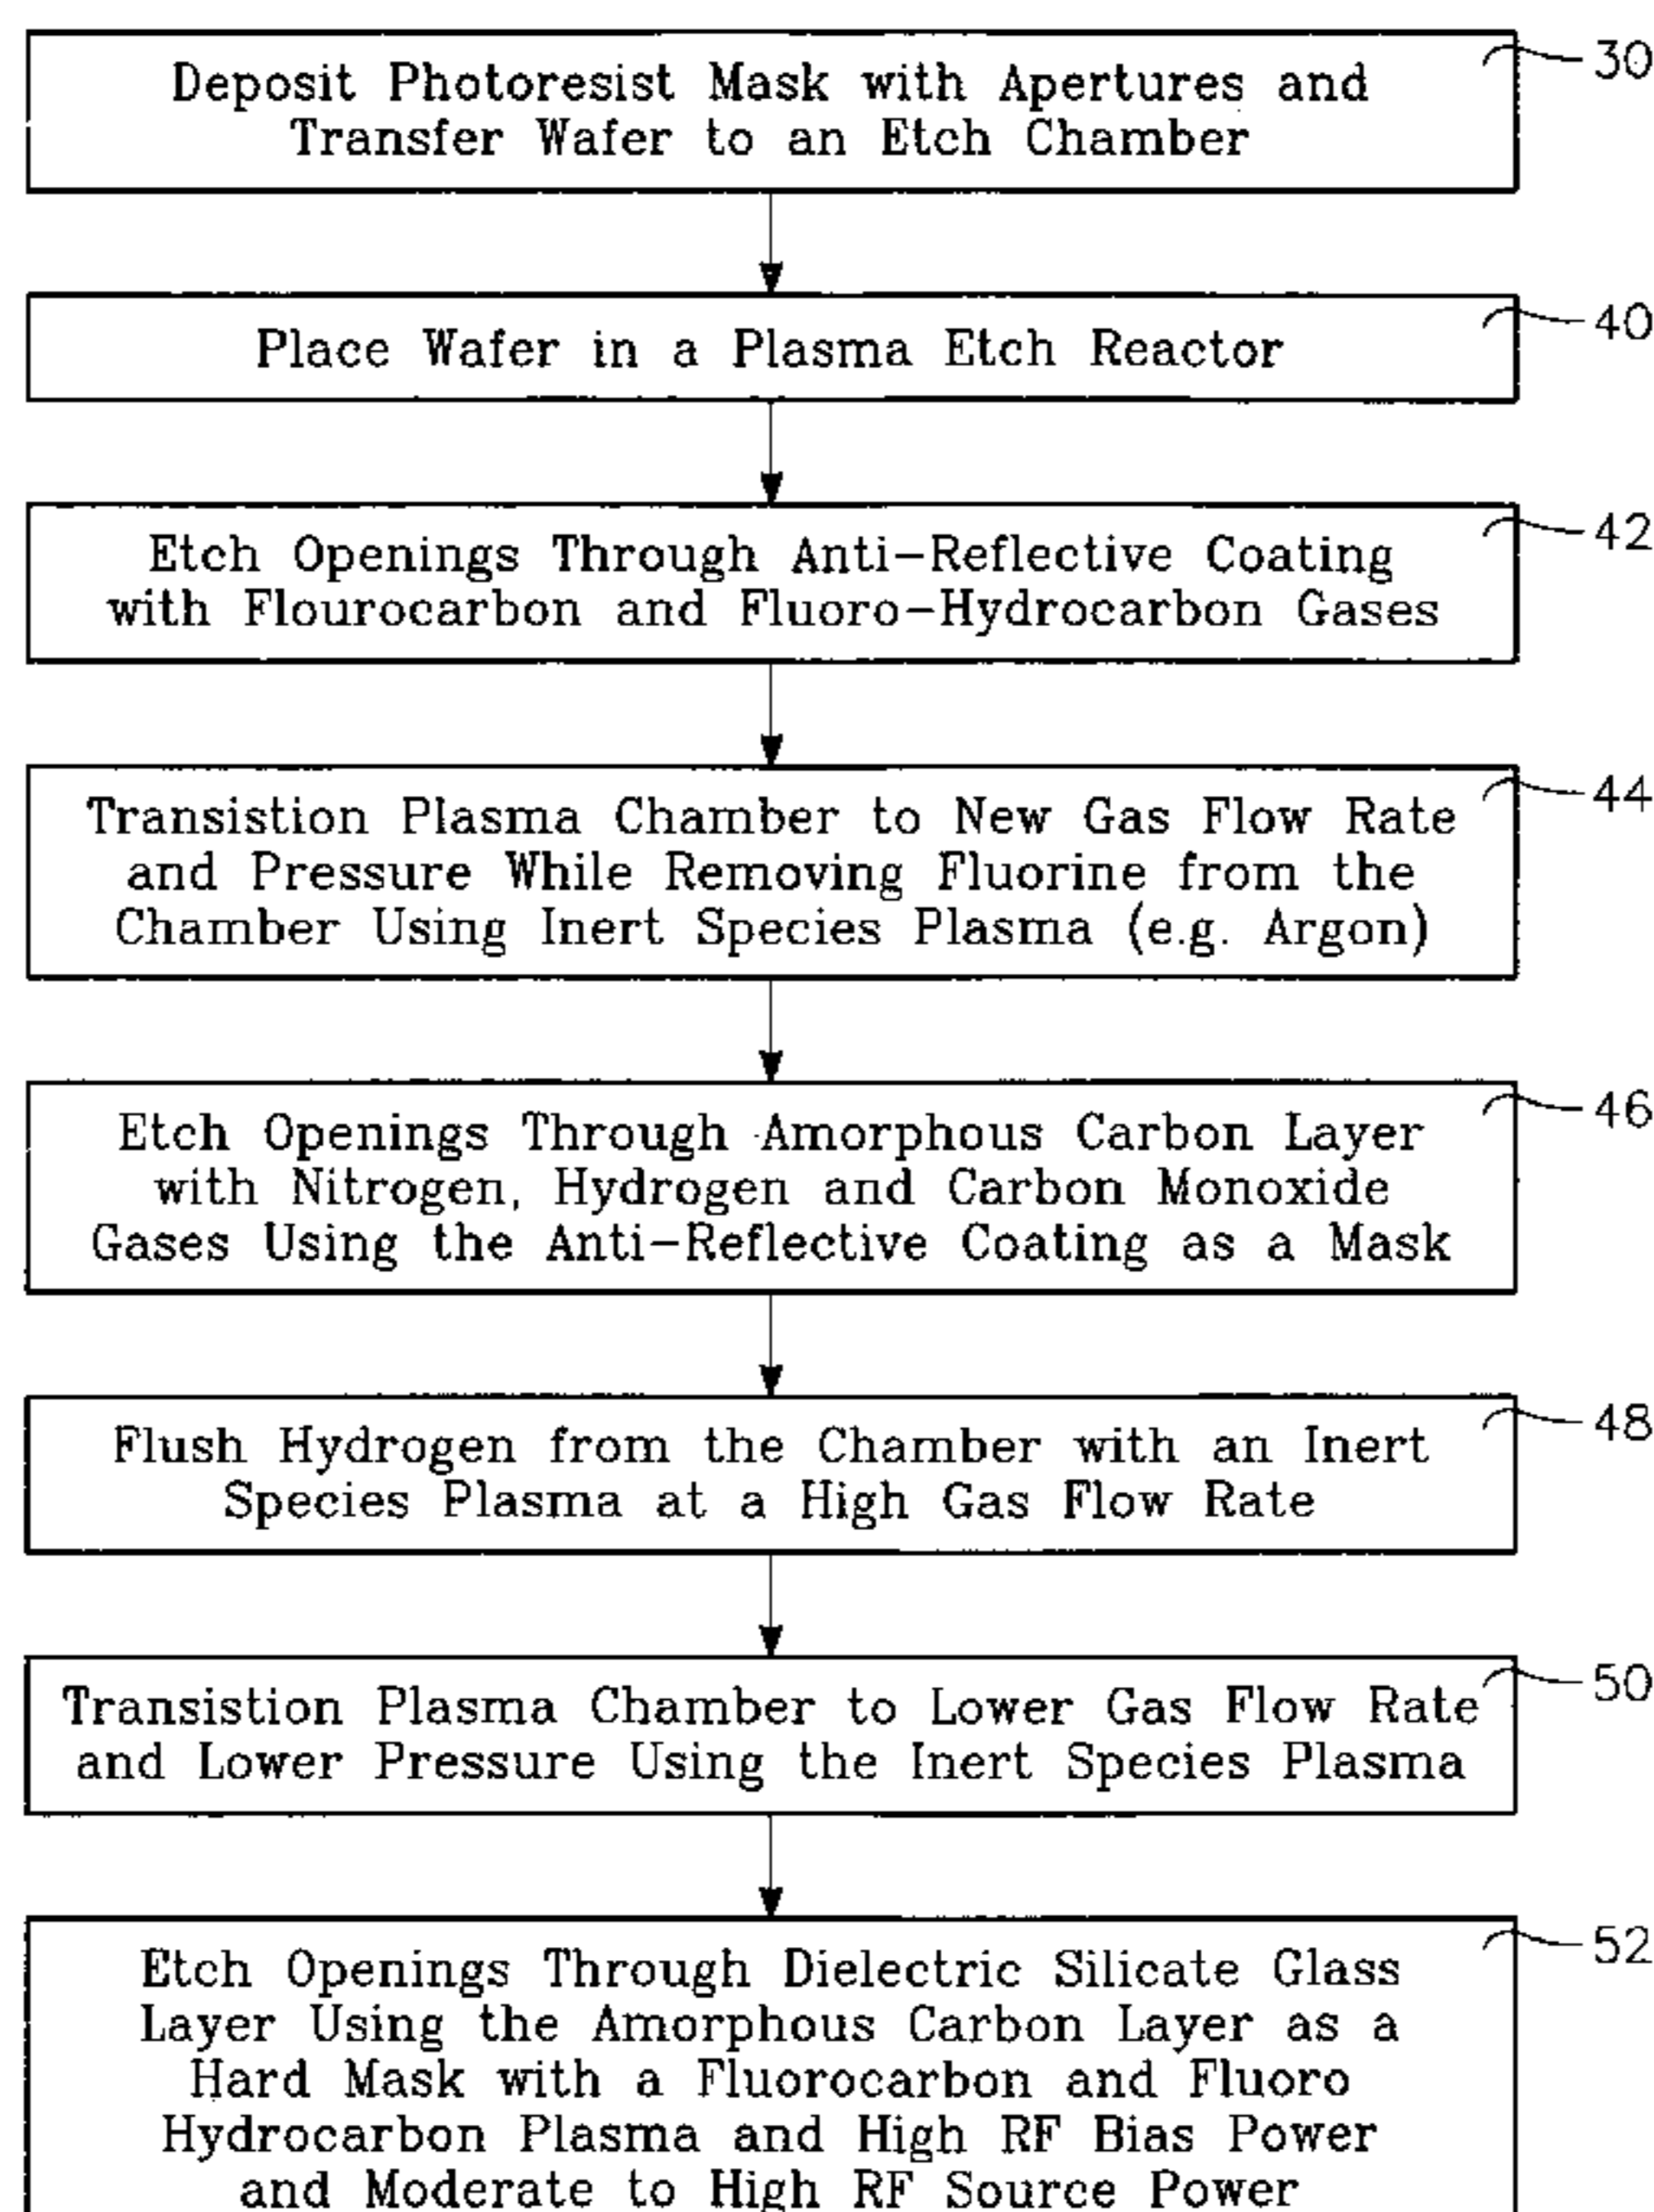 Deposit Photoresist Mask with Apertures and
Transfer Wafer to an Etch Chamber
30
Place Wafer in a Plasma Etch Reactor
40
Etch Openings Through Anti-Reflective Coating
with Flourocarbon and Fluoro-Hydrocarbon Gases
42
Transistion Plasma Chamber to New Gas Flow Rate
and Pressure While Removing Fluorine from the
Chamber Using Inert Species Plasma (e.g. Argon)
44
Etch Openings Through Amorphous Carbon Layer
with Nitrogen, Hydrogen and Carbon Monoxide
Gases Using the Anti-Reflective Coating as a Mask
46
Flush Hydrogen from the Chamber with an Inert
Species Plasma at a High Gas Flow Rate
48
Transistion Plasma Chamber to Lower Gas Flow Rate
and Lower Pressure Using the Inert Species Plasma
50
Etch Openings Through Dielectric Silicate Glass
Layer Using the Amorphous Carbon Layer as a
Hard Mask with a Fluorocarbon and Fluoro
Hydrocarbon Plasma and High RF Bias Power
and Moderate to High RF Source Power
52